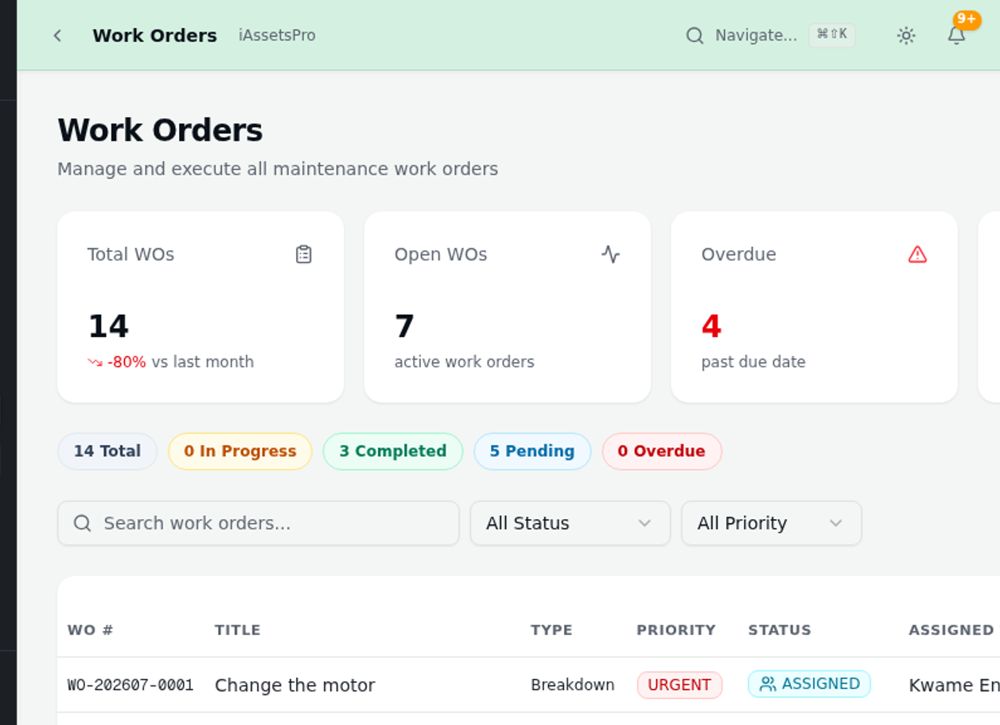 Work Orders iAssetsPro Navigate... ⌘⇧K 9+
Work Orders
Manage and execute all maintenance work orders
Total WOs
14
-80% vs last month
Open WOs
7
active work orders
Overdue
4
past due date
14 Total 0 In Progress 3 Completed 5 Pending 0 Overdue
Search work orders... All Status All Priority
WO # TITLE TYPE PRIORITY STATUS ASSIGNED
WO-202607-0001 Change the motor Breakdown URGENT ASSIGNED Kwame En